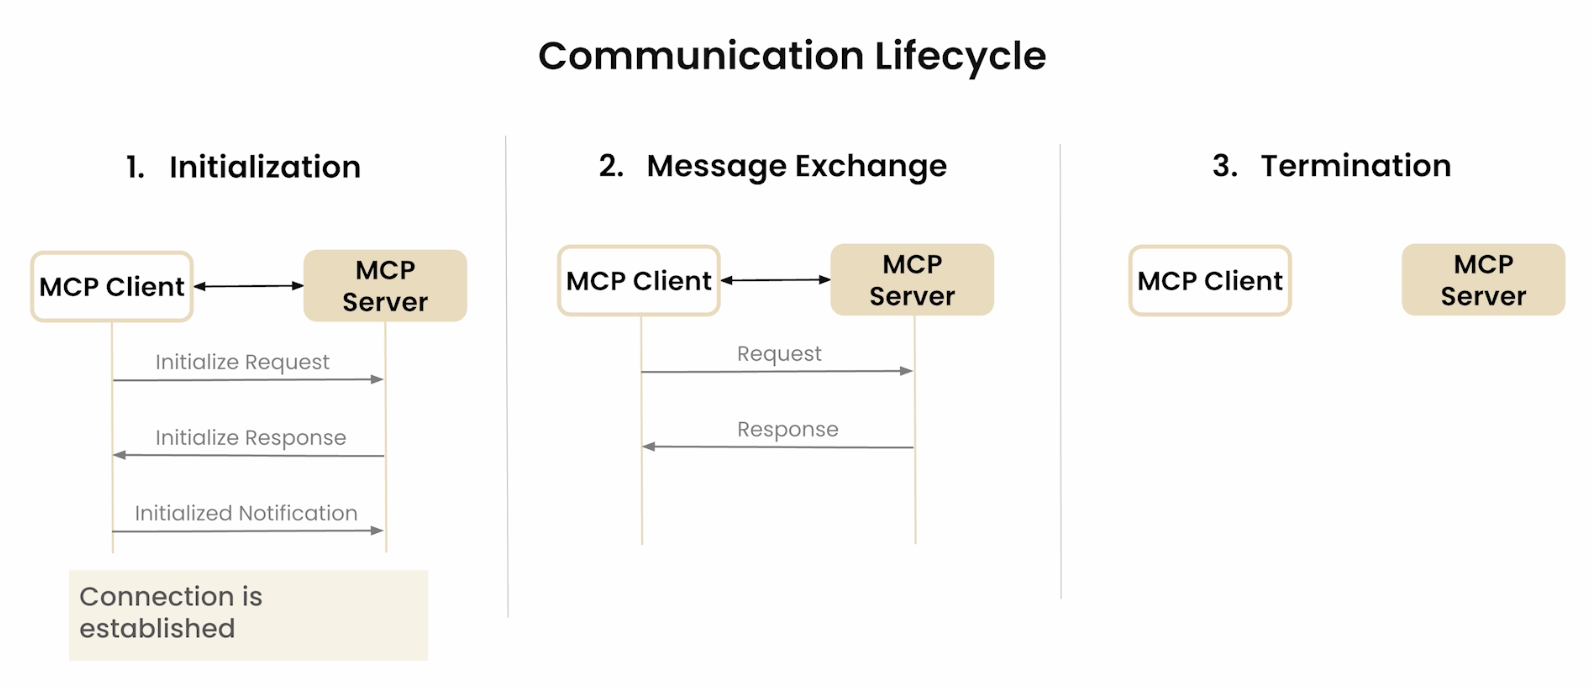 Communication Lifecycle
1. Initialization
MCP Client
MCP
Server
Initialize Request
Initialize Response
Initialized Notification
Connection is
established
2. Message Exchange
MCP Client
MCP
Server
Request
Response
3. Termination
MCP Client
MCP
Server